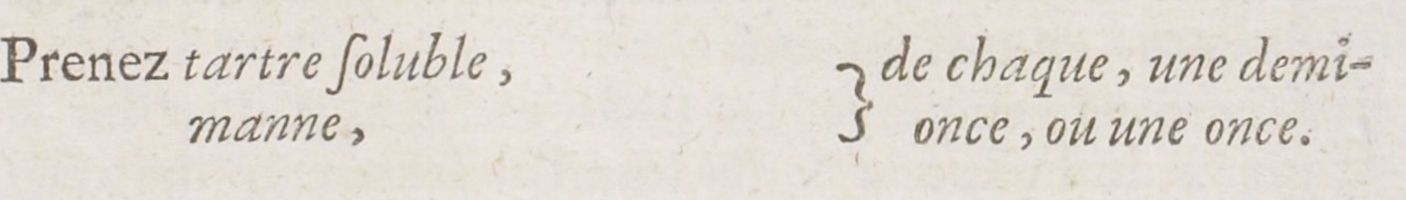 Prenez tartre ſoluble, } de chaque, une demi-
manne, once, ou une once.